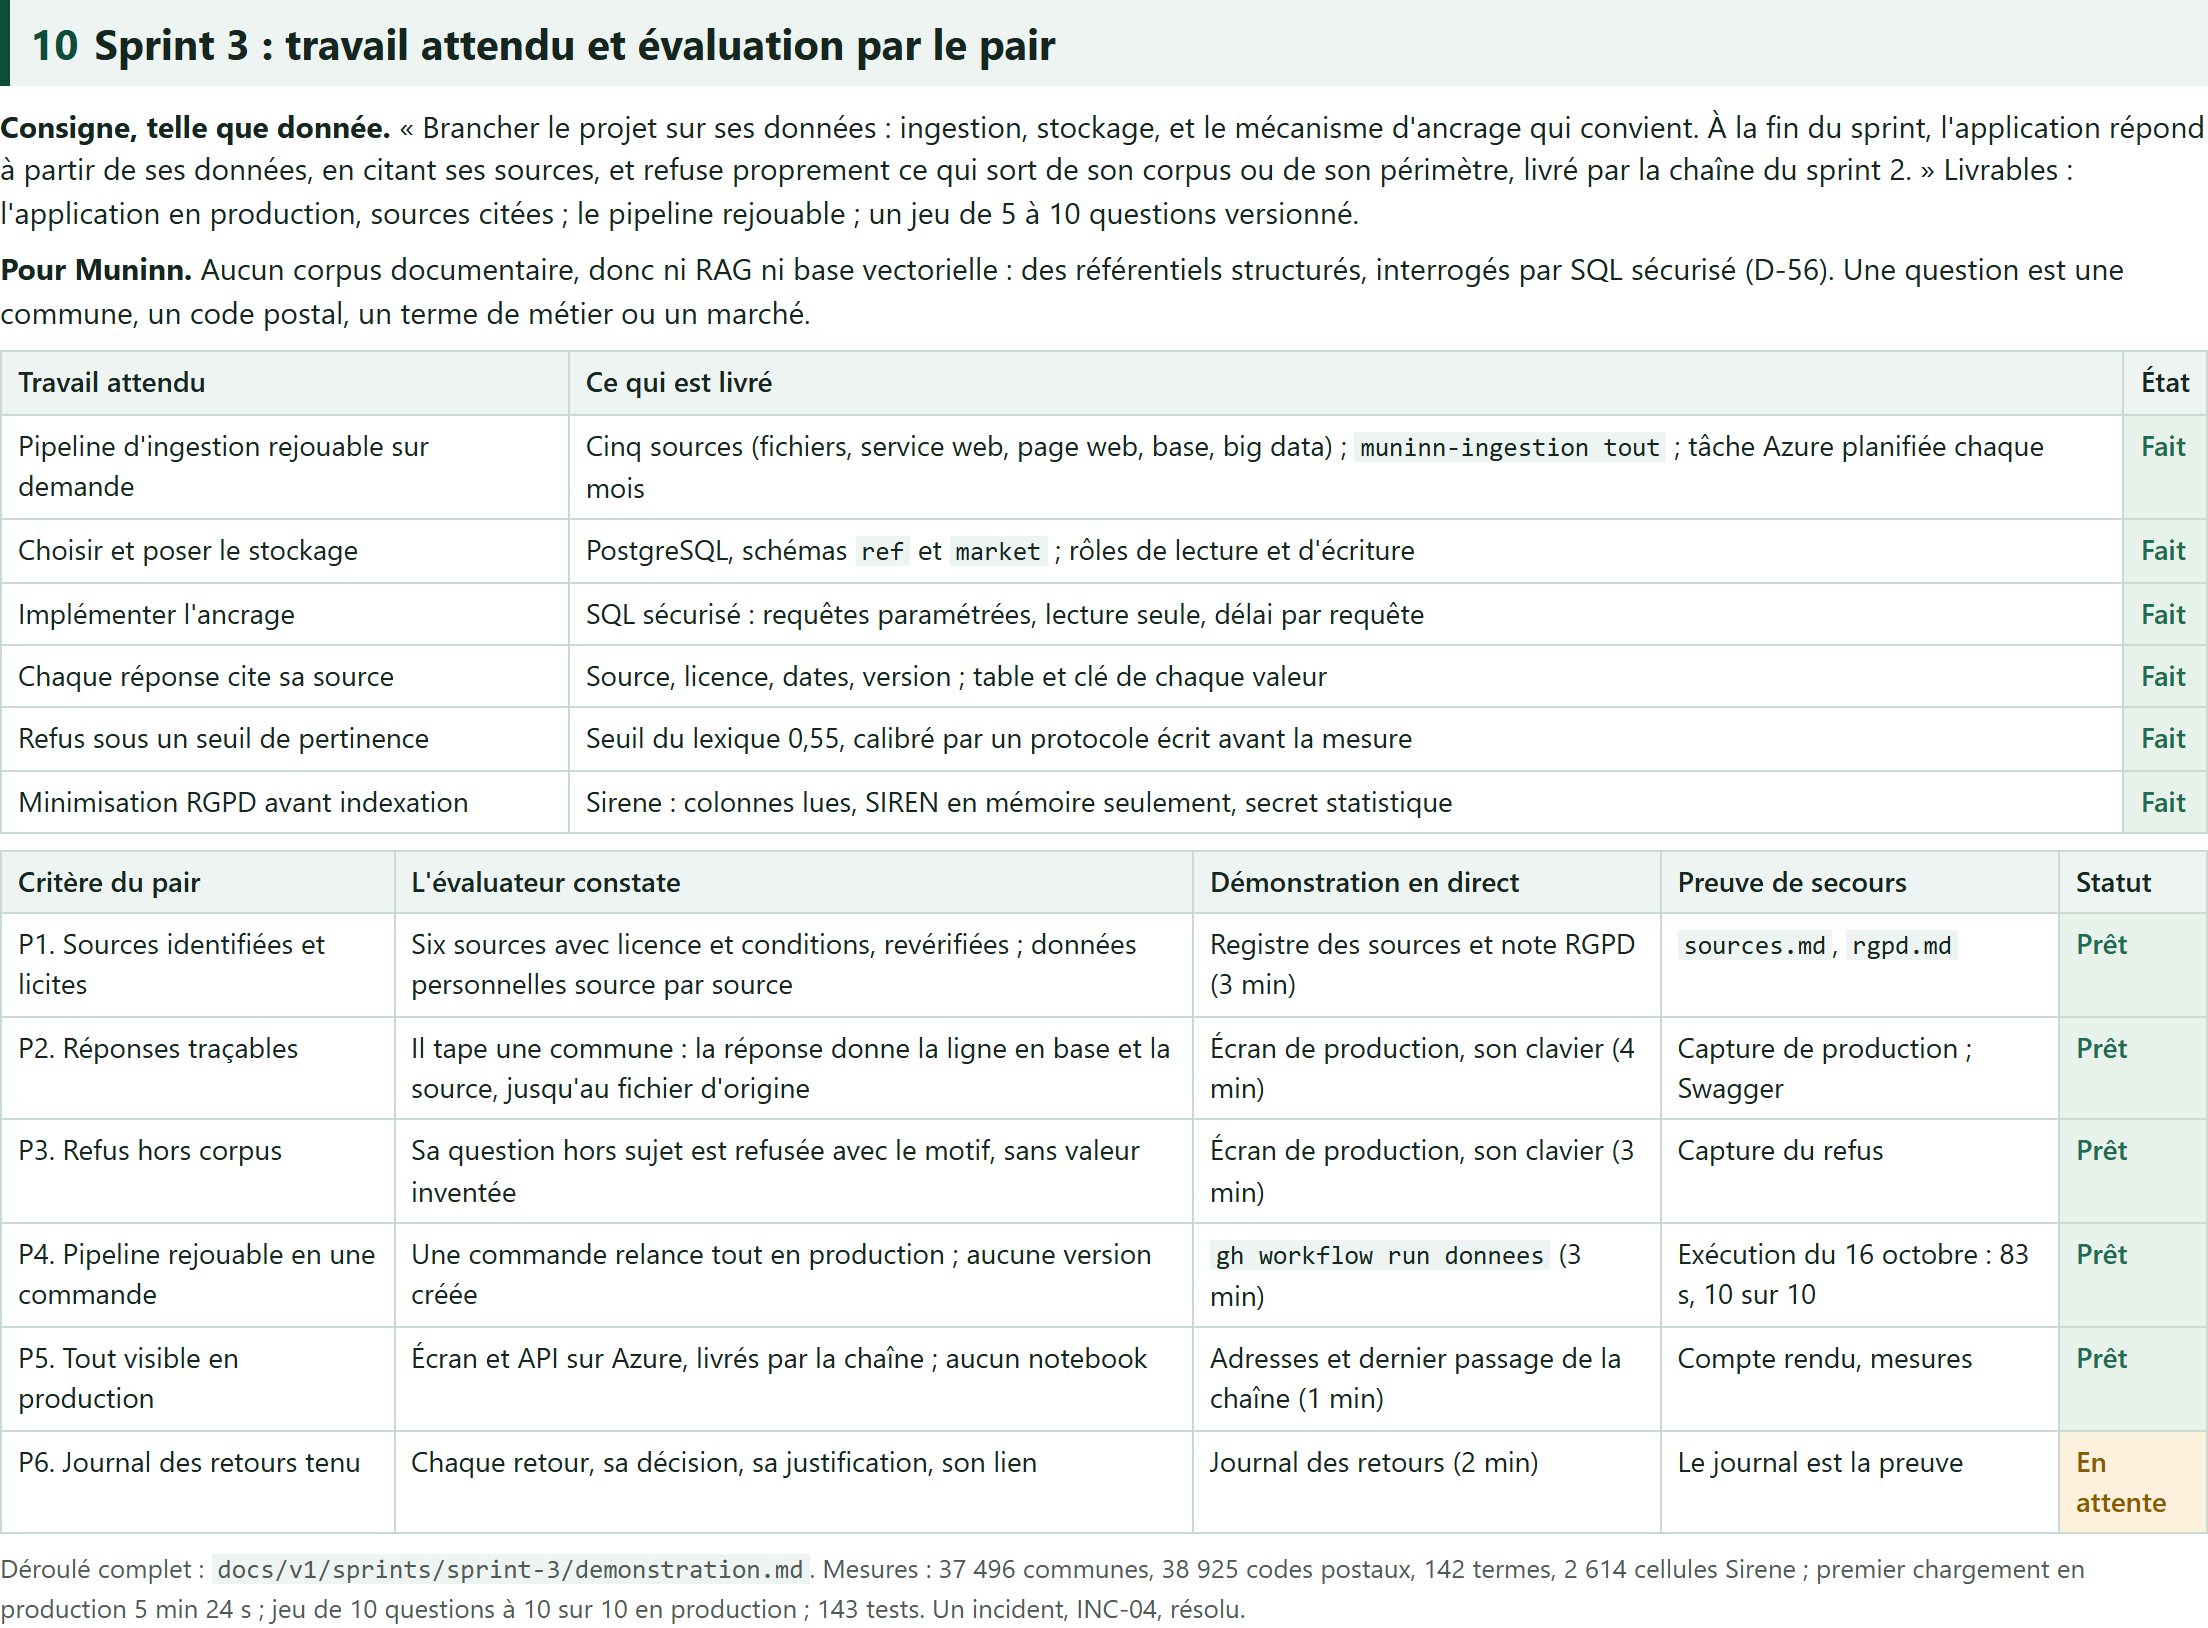 10 Sprint 3 : travail attendu et évaluation par le pair
Consigne, telle que donnée. « Brancher le projet sur ses données : ingestion, stockage, et le mécanisme d'ancrage qui convient. À la fin du sprint, l'application répond
à partir de ses données, en citant ses sources, et refuse proprement ce qui sort de son corpus ou de son périmètre, livré par la chaîne du sprint 2. » Livrables :
l'application en production, sources citées ; le pipeline rejouable ; un jeu de 5 à 10 questions versionné.
Pour Muninn. Aucun corpus documentaire, donc ni RAG ni base vectorielle : des référentiels structurés, interrogés par SQL sécurisé (D-56). Une question est une
commune, un code postal, un terme de métier ou un marché.
Travail attendu
Ce qui est livré
État
Pipeline d'ingestion rejouable sur
demande
Cinq sources (fichiers, service web, page web, base, big data) ; muninn-ingestion tout ; tâche Azure planifiée chaque
mois
Fait
Choisir et poser le stockage
PostgreSQL, schémas ref et market ; rôles de lecture et d'écriture
Fait
Implémenter l'ancrage
SQL sécurisé : requêtes paramétrées, lecture seule, délai par requête
Fait
Chaque réponse cite sa source
Source, licence, dates, version ; table et clé de chaque valeur
Fait
Refus sous un seuil de pertinence
Seuil du lexique 0,55, calibré par un protocole écrit avant la mesure
Fait
Minimisation RGPD avant indexation
Sirene : colonnes lues, SIREN en mémoire seulement, secret statistique
Fait
Critère du pair
L'évaluateur constate
Démonstration en direct
Preuve de secours
Statut
P1. Sources identifiées et
licites
Six sources avec licence et conditions, revérifiées ; données
personnelles source par source
Registre des sources et note RGPD
(3 min)
sources.md, rgpd.md
Prêt
P2. Réponses traçables
Il tape une commune : la réponse donne la ligne en base et la
source, jusqu'au fichier d'origine
Écran de production, son clavier (4
min)
Capture de production ;
Swagger
Prêt
P3. Refus hors corpus
Sa question hors sujet est refusée avec le motif, sans valeur
inventée
Écran de production, son clavier (3
min)
Capture du refus
Prêt
P4. Pipeline rejouable en une
commande
Une commande relance tout en production ; aucune version
créée
gh workflow run donnees (3
min)
Exécution du 16 octobre : 83
s, 10 sur 10
Prêt
P5. Tout visible en
production
Écran et API sur Azure, livrés par la chaîne ; aucun notebook
Adresses et dernier passage de la
chaîne (1 min)
Compte rendu, mesures
Prêt
P6. Journal des retours tenu
Chaque retour, sa décision, sa justification, son lien
Journal des retours (2 min)
Le journal est la preuve
En
attente
Déroulé complet : docs/v1/sprints/sprint-3/demonstration.md. Mesures : 37 496 communes, 38 925 codes postaux, 142 termes, 2 614 cellules Sirene ; premier chargement en
production 5 min 24 s ; jeu de 10 questions à 10 sur 10 en production ; 143 tests. Un incident, INC-04, résolu.